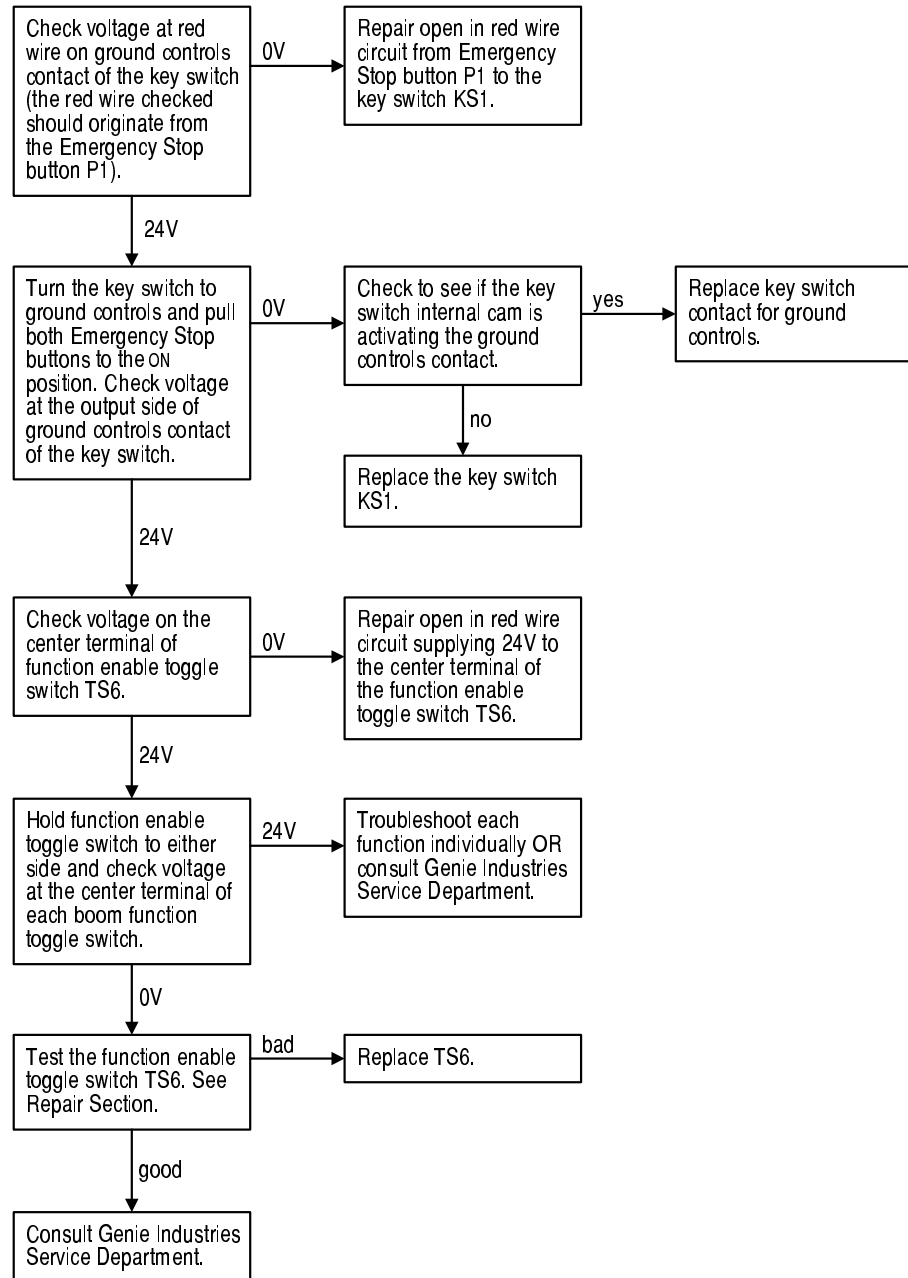 Check voltage at red
wire on ground controls
contact of the key switch
(the red wire checked
should originate from
the Emergency Stop
button P1).
0V
Repair open in red wire
circuit from Emergency
Stop button P1 to the
key switch KS1.
24V
Turn the key switch to
ground controls and pull
both Emergency Stop
buttons to the ON
position. Check voltage
at the output side of
ground controls contact
of the key switch.
0V
Check to see if the key
switch internal cam is
activating the ground
controls contact.
yes
Replace key switch
contact for ground
controls.
no
Replace the key switch
KS1.
24V
Check voltage on the
center terminal of
function enable toggle
switch TS6.
0V
Repair open in red wire
circuit supplying 24V to
the center terminal of
the function enable
toggle switch TS6.
24V
Hold function enable
toggle switch to either
side and check voltage
at the center terminal of
each boom function
toggle switch.
24V
Troubleshoot each
function individually OR
consult Genie Industries
Service Department.
0V
Test the function enable
toggle switch TS6. See
Repair Section.
bad
Replace TS6.
good
Consult Genie Industries
Service Department.